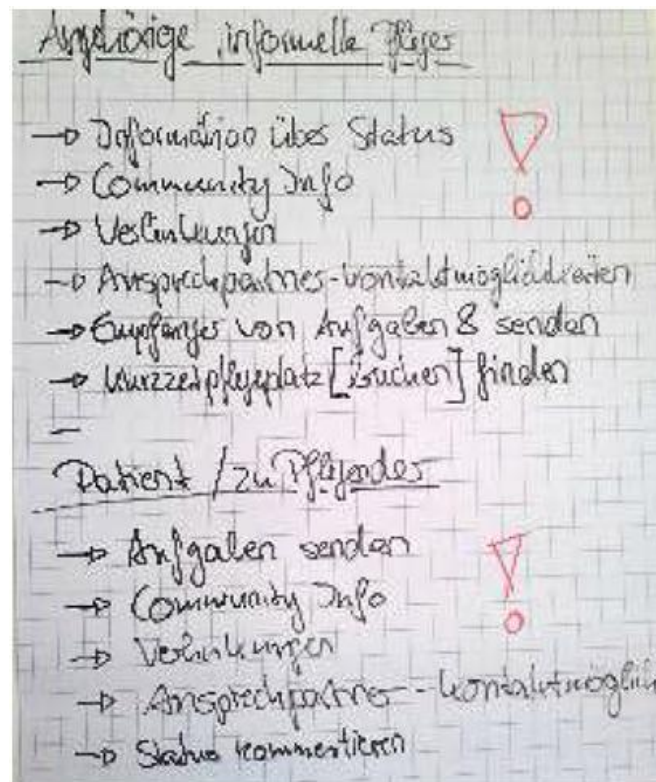 Angehörige, informelle Pfleger
→ Information über Status
→ Community Info
→ Verlinkungen
→ Ansprechpartner-kontaktmöglichkeiten
→ Empfänger von Aufgaben & senden
→ Kurzzeitpflegeplatz [suchen] finden
–
Patient / zu Pflegender
→ Aufgaben senden
→ Community Info
→ Verlinkungen
→ Ansprechpartner - kontaktmöglich
→ Status kommentieren